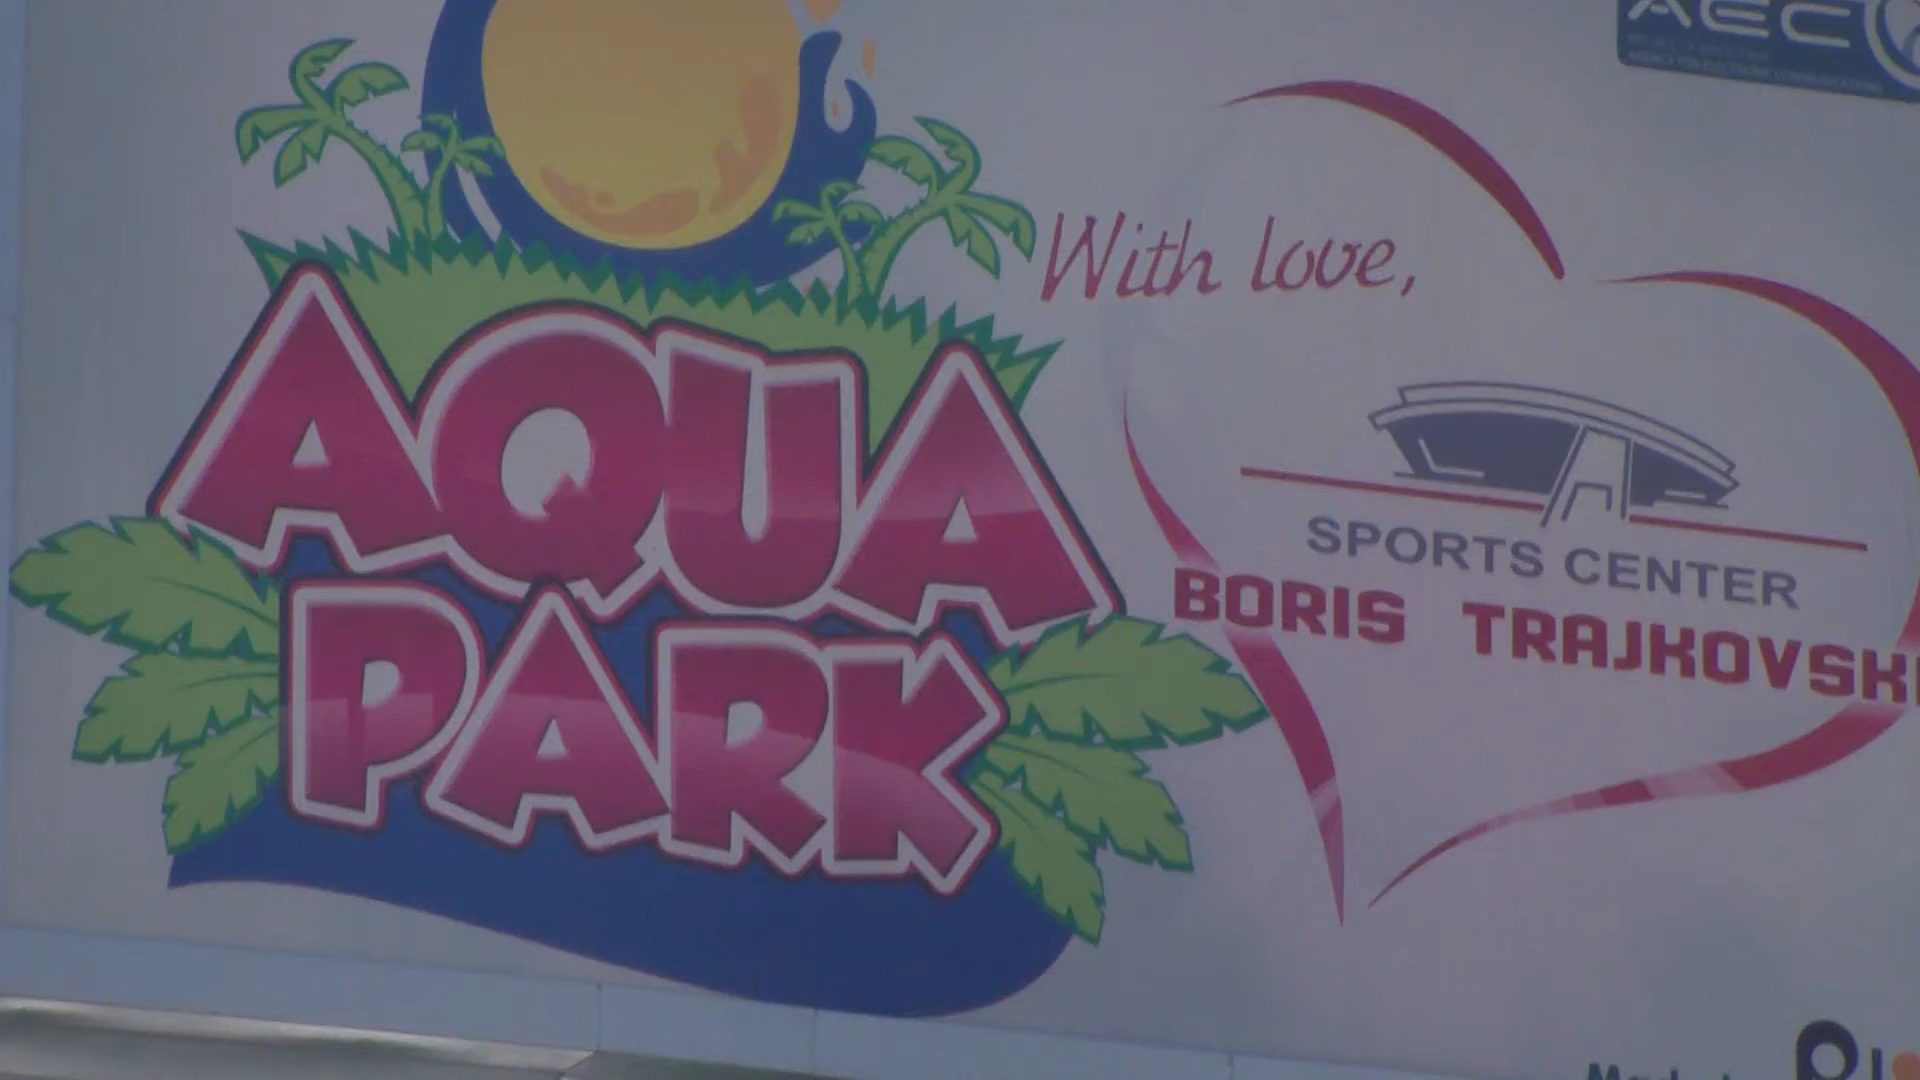 AEC
AQUA
PARK
With love,
SPORTS CENTER
BORIS TRAJKOVSKI